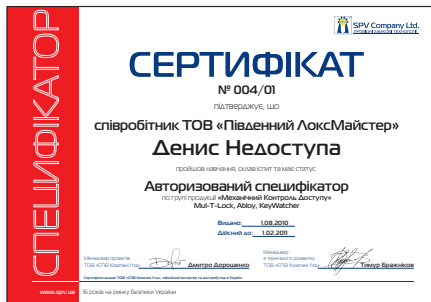 SPV Company Ltd.
СПЕЦИФІКАТОР
СЕРТИФІКАТ
№ 004/01
підтверджує, що
співробітник ТОВ «Південний ЛоксМайстер»
Денис Недоступа
пройшов навчання, склав іспит та має статус
Авторизований специфікатор
по групі продукції «Механічний Контроль Доступу»
Mul-T-Lock, Abloy, KeyWatcher
Видано: 1.08.2010
Дійсний до: 1.02.2011
Менеджер проектів
ТОВ «СПВ Компані Лтд» Дмитро Дорошенко
Менеджер
з технічного розвитку
ТОВ «СПВ Компані Лтд» Тимур Бражніков
www.spv.ua
16 років на ринку безпеки України